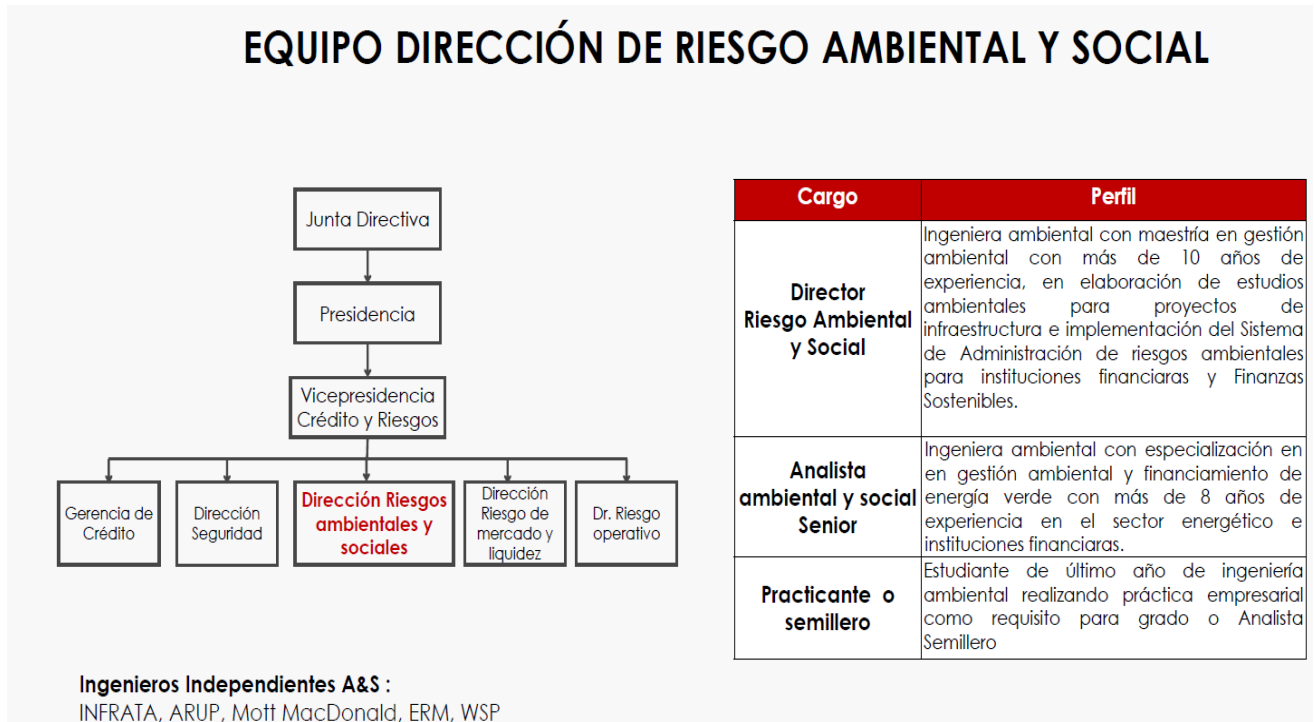 EQUIPO DIRECCIÓN DE RIESGO AMBIENTAL Y SOCIAL
Junta Directiva
Presidencia
Vicepresidencia
Crédito y Riesgos
Gerencia de
Crédito
Dirección
Seguridad
Dirección Riesgos
ambientales y
sociales
Dirección
Riesgo de
mercado y
liquidez
Dr. Riesgo
operativo
Ingenieros Independientes A&S :
INFRATA, ARUP, Mott MacDonald, ERM, WSP
Cargo
Perfil
Director
Riesgo Ambiental
y Social
Ingeniera ambiental con maestría en gestión
ambiental con más de 10 años de
experiencia, en elaboración de estudios
ambientales para proyectos de
infraestructura e implementación del Sistema
de Administración de riesgos ambientales
para instituciones financiaras y Finanzas
Sostenibles.
Analista
ambiental y social
Senior
Ingeniera ambiental con especialización en
en gestión ambiental y financiamiento de
energía verde con más de 8 años de
experiencia en el sector energético e
instituciones financiaras.
Practicante o
semillero
Estudiante de último año de ingeniería
ambiental realizando práctica empresarial
como requisito para grado o Analista
Semillero